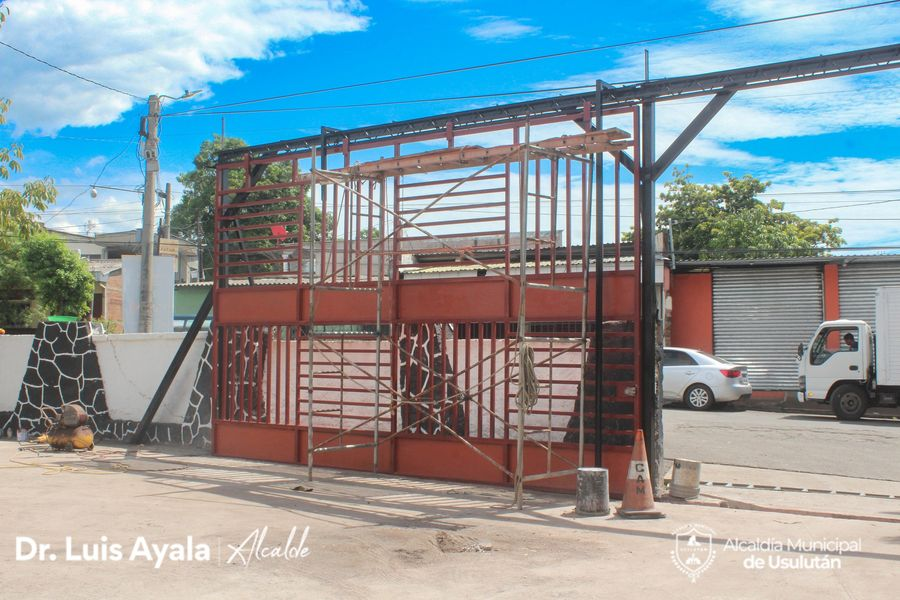 CAM
Dr. Luis Ayala | Alcalde
Alcaldía Municipal
de Usulután